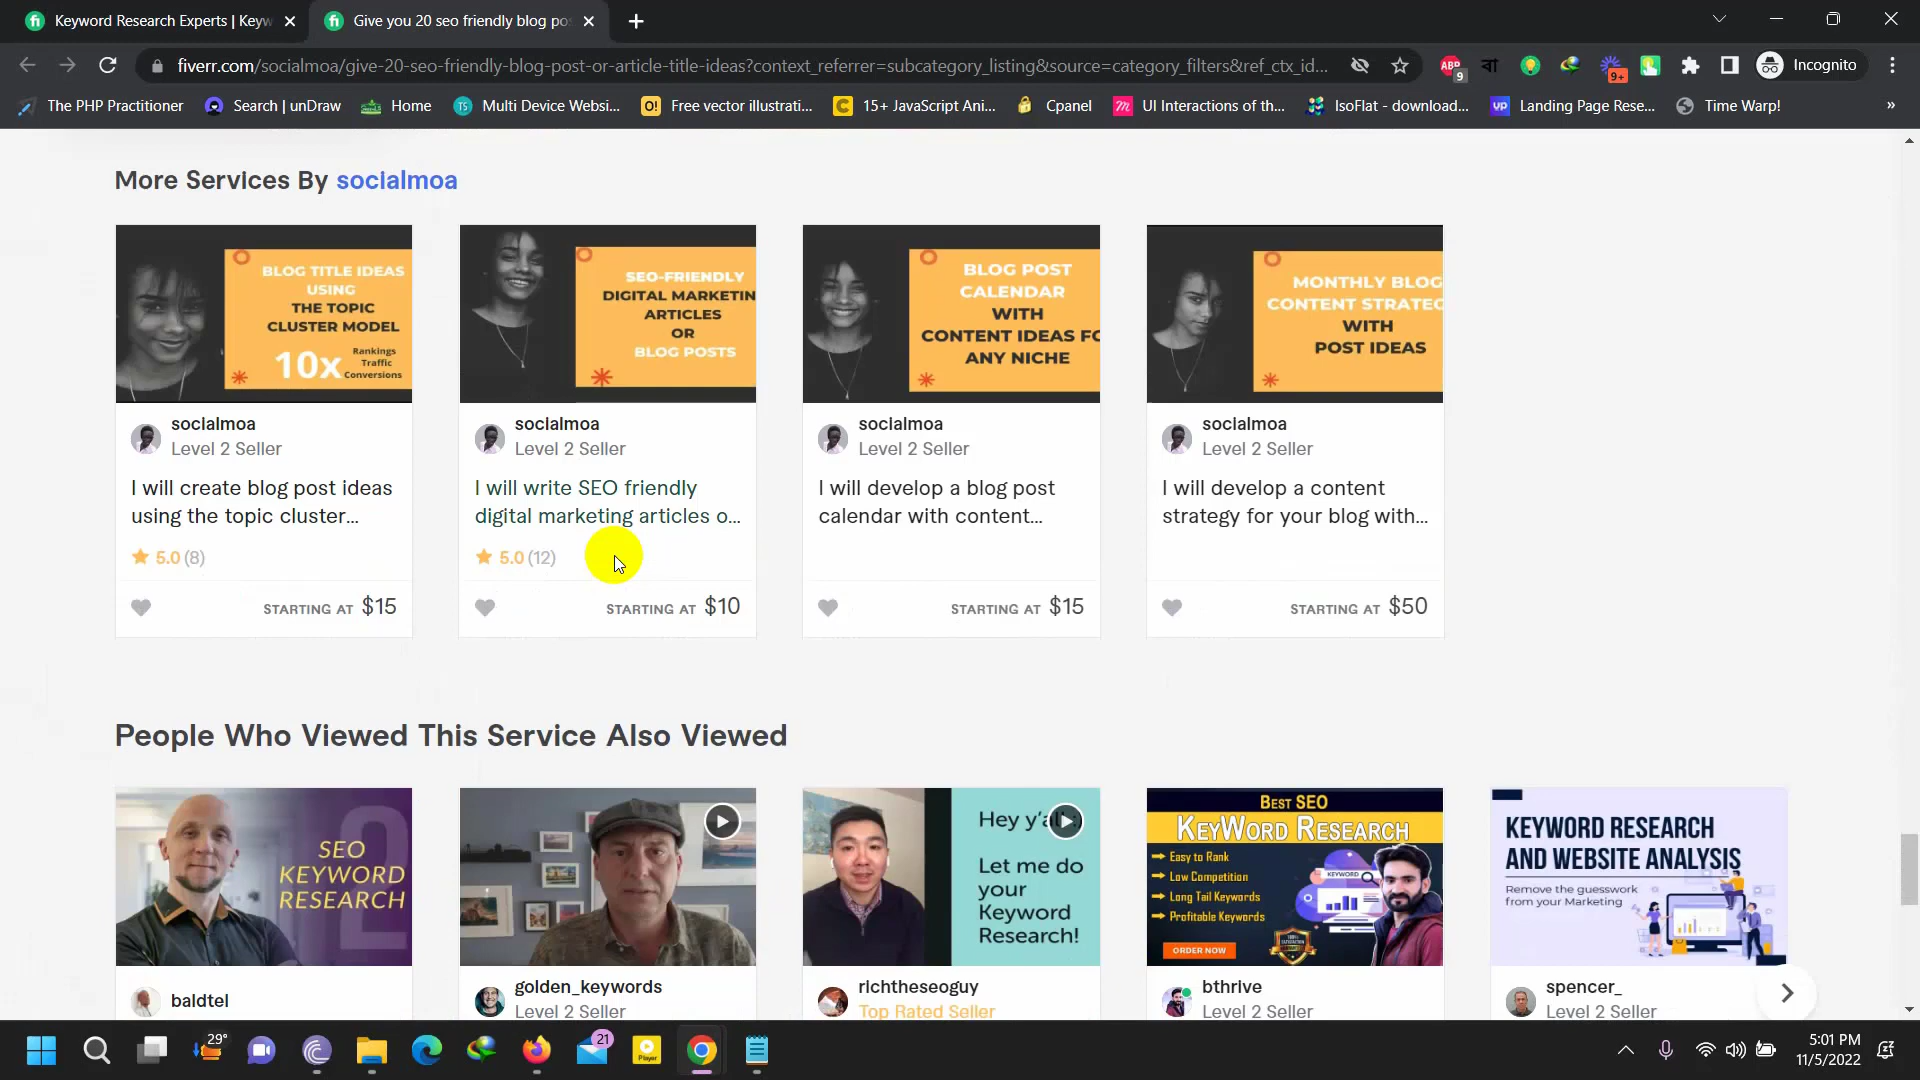 Keyword Research Experts | Keyw
Give you 20 seo friendly blog po
fiverr.com/socialmoa/give-20-seo-friendly-blog-post-or-article-title-ideas?context_referrer=subcategory_listing&source=category_filters&ref_ctx_id...
ABP
9
বা
9+
Incognito
The PHP Practitioner
Search | unDraw
Home
TS
Multi Device Websi...
O!
Free vector illustrati...
C
15+ JavaScript Ani...
Cpanel
UI Interactions of th...
IsoFlat - download...
VP
Landing Page Rese...
Time Warp!
»
More Services By socialmoa
BLOG TITLE IDEAS
USING
THE TOPIC
CLUSTER MODEL
10x
Rankings
Traffic
Conversions
SEO-FRIENDLY
DIGITAL MARKETIN
ARTICLES
OR
BLOG POSTS
BLOG POST
CALENDAR
WITH
CONTENT IDEAS FO
ANY NICHE
MONTHLY BLOG
CONTENT STRATEG
WITH
POST IDEAS
socialmoa
Level 2 Seller
socialmoa
Level 2 Seller
socialmoa
Level 2 Seller
socialmoa
Level 2 Seller
I will create blog post ideas
using the topic cluster...
I will write SEO friendly
digital marketing articles o...
I will develop a blog post
calendar with content...
I will develop a content
strategy for your blog with...
5.0 (8)
5.0 (12)
STARTING AT $15
STARTING AT $10
STARTING AT $15
STARTING AT $50
People Who Viewed This Service Also Viewed
SEO
KEYWORD
RESEARCH
Hey y'all :)
Let me do
your
Keyword
Research!
BEST SEO
KEYWORD RESEARCH
Easy to Rank
Low Competition
Long Tail Keywords
Profitable Keywords
KEYWORD
ORDER NOW
KEYWORD RESEARCH
AND WEBSITE ANALYSIS
Remove the guesswork
from your Marketing
baldtel
golden_keywords
Level 2 Seller
richtheseoguy
Top Rated Seller
bthrive
Level 2 Seller
spencer_
Level 2 Seller
29°
21
Player
5:01 PM
11/5/2022